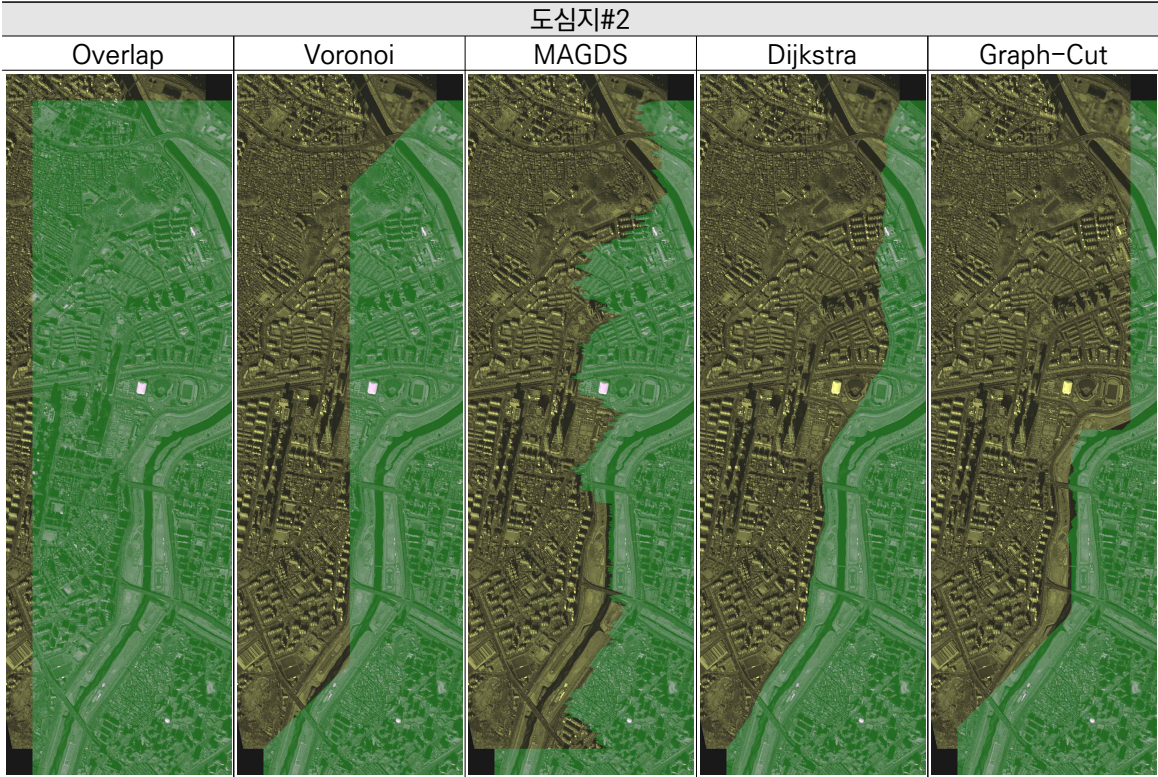 도심지#2
Overlap
Voronoi
MAGDS
Dijkstra
Graph-Cut